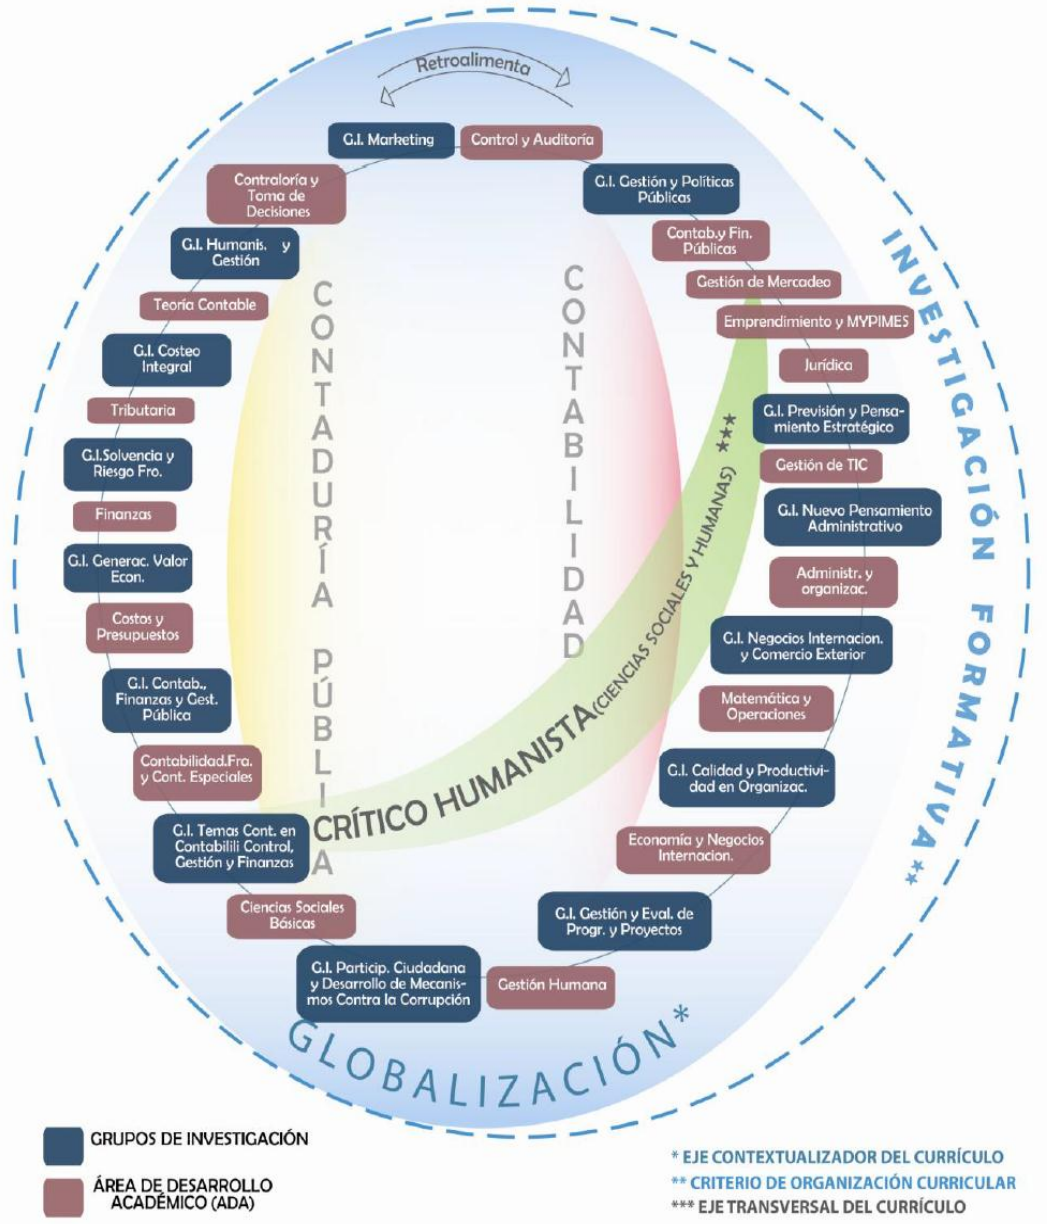 Retroalimenta
G.I. Marketing
Control y Auditoría
Contraloría y
Toma de
Decisiones
G.I. Gestión y Políticas
Públicas
G.I. Humanis. y
Gestión
Contab.y Fin.
Públicas
Teoría Contable
Gestión de Mercadeo
G.I. Costeo
Integral
Emprendimiento y MYPIMES
Jurídica
Tributaria
G.I. Previsión y Pensa-
miento Estratégico
G.I.Solvencia y
Riesgo Fro.
Gestión de TIC
Finanzas
G.I. Nuevo Pensamiento
Administrativo
G.I. Generac. Valor
Econ.
Administr. y
organizac.
Costos y
Presupuestos
G.I. Negocios Internacion.
y Comercio Exterior
G.I. Contab.,
Finanzas y Gest.
Pública
Matemática y
Operaciones
Contabilidad.Fra.
y Cont. Especiales
G.I. Calidad y Productivi-
dad en Organizac.
G.I. Temas Cont. en
Contabilili Control,
Gestión y Finanzas
Economía y Negocios
Internacion.
Ciencias Sociales
Básicas
G.I. Gestión y Eval. de
Progr. y Proyectos
G.I. Particip. Ciudadana
y Desarrollo de Mecanis-
mos Contra la Corrupción
Gestión Humana
CONTADURÍA PÚBLICA
CONTABILIDAD
CRÍTICO HUMANISTA (CIENCIAS SOCIALES Y HUMANAS) ***
INVESTIGACIÓN FORMATIVA**
GLOBALIZACIÓN*
GRUPOS DE INVESTIGACIÓN
ÁREA DE DESARROLLO
ACADÉMICO (ADA)
* EJE CONTEXTUALIZADOR DEL CURRÍCULO
** CRITERIO DE ORGANIZACIÓN CURRICULAR
*** EJE TRANSVERSAL DEL CURRÍCULO